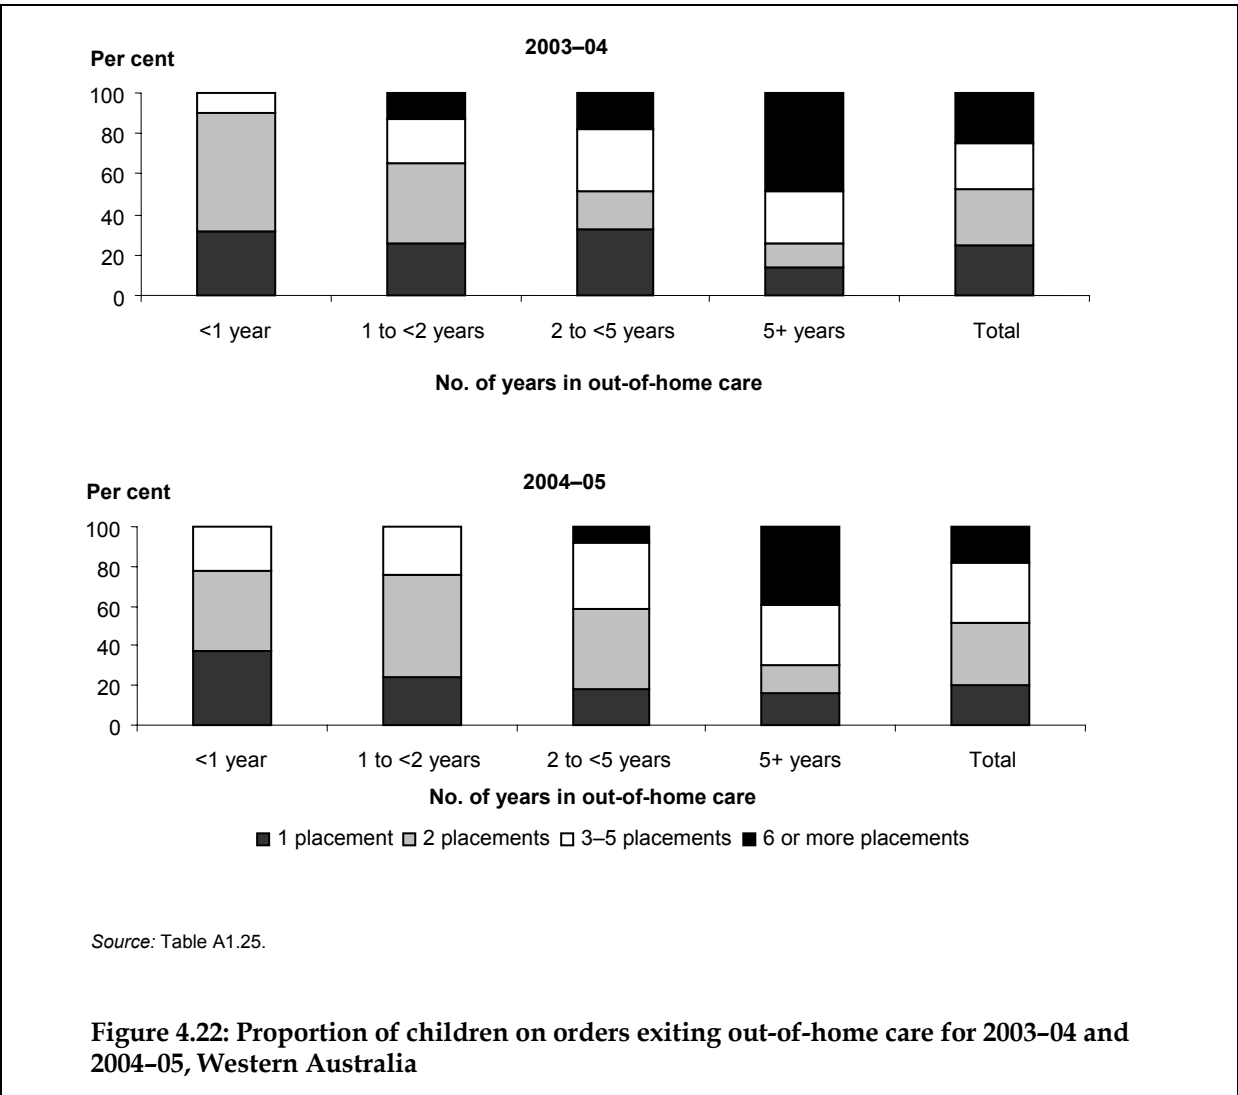 2003–04
Per cent
100
80
60
40
20
0
<1 year 1 to <2 years 2 to <5 years 5+ years Total
No. of years in out-of-home care
2004–05
Per cent
100
80
60
40
20
0
<1 year 1 to <2 years 2 to <5 years 5+ years Total
No. of years in out-of-home care
1 placement 2 placements 3–5 placements 6 or more placements
Source: Table A1.25.
Figure 4.22: Proportion of children on orders exiting out-of-home care for 2003–04 and
2004–05, Western Australia